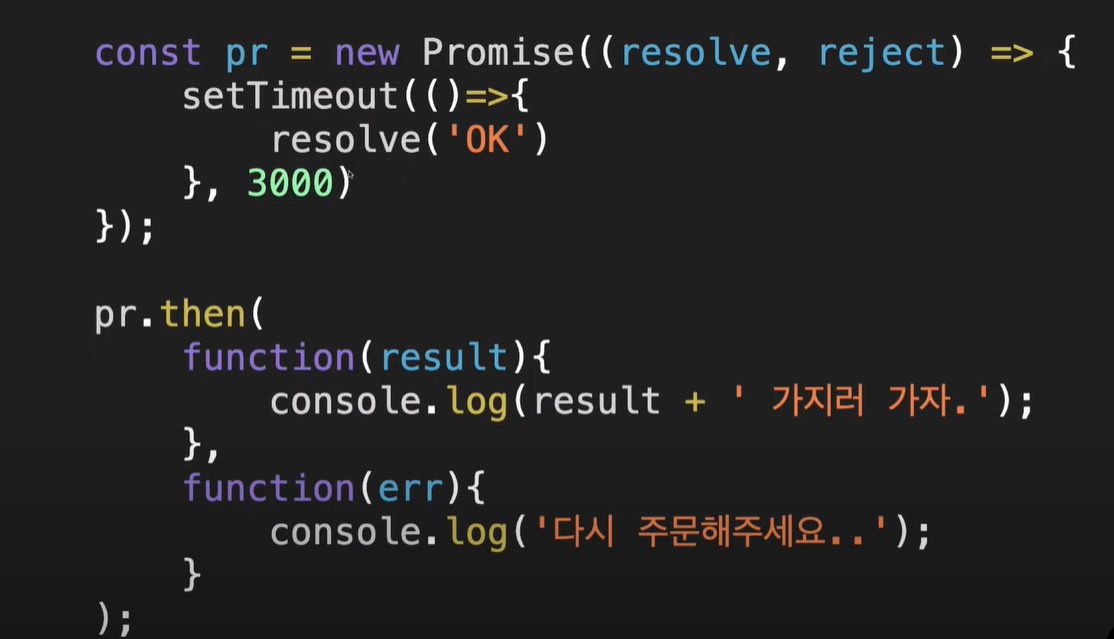 const pr = new Promise((resolve, reject) => {
    setTimeout(()=>{
        resolve('OK')
    }, 3000)
});
pr.then(
    function(result){
        console.log(result + ' 가지러 가자.');
    },
    function(err){
        console.log('다시 주문해주세요..');
    }
);